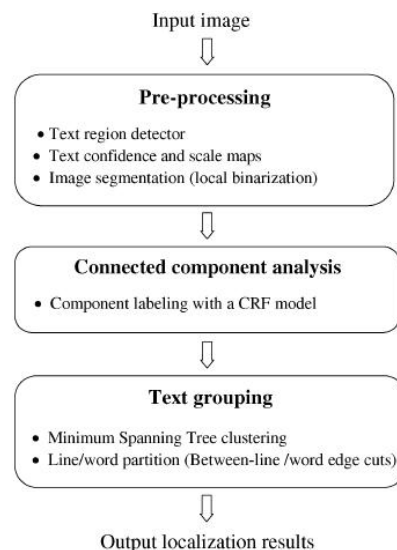 Input image
Pre-processing
• Text region detector
• Text confidence and scale maps
• Image segmentation (local binarization)
Connected component analysis
• Component labeling with a CRF model
Text grouping
• Minimum Spanning Tree clustering
• Line/word partition (Between-line /word edge cuts)
Output localization results